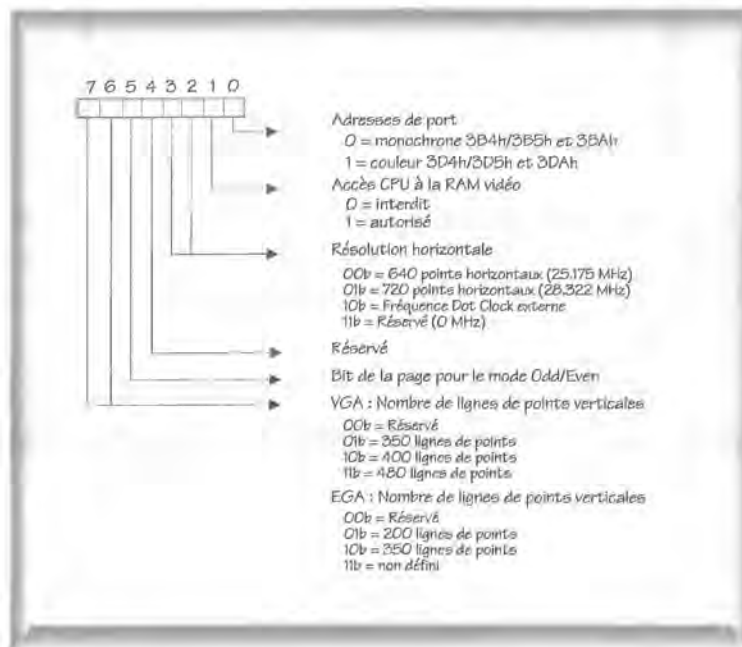 7 6 5 4 3 2 1 0
Adresses de port
0 = monochrome 3B4h/3B5h et 3BAh
1 = couleur 3D4h/3D5h et 3DAh
Accès CPU à la RAM vidéo
0 = interdit
1 = autorisé
Résolution horizontale
00b = 640 points horizontaux (25.175 MHz)
01b = 720 points horizontaux (28.322 MHz)
10b = Fréquence Dot Clock externe
11b = Réservé (0 MHz)
Réservé
Bit de la page pour le mode Odd/Even
VGA : Nombre de lignes de points verticales
00b = Réservé
01b = 350 lignes de points
10b = 400 lignes de points
11b = 480 lignes de points
EGA : Nombre de lignes de points verticales
00b = Réservé
01b = 200 lignes de points
10b = 350 lignes de points
11b = non défini